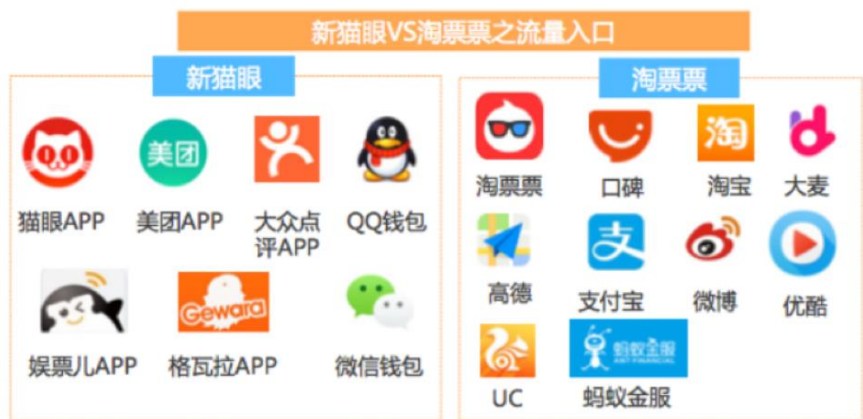 新猫眼VS淘票票之流量入口
新猫眼
美团
猫眼APP
美团APP
大众点
评APP
QQ钱包
Gewara
娱票儿APP
格瓦拉APP
微信钱包
淘票票
淘
淘票票
口碑
淘宝
大麦
支
高德
支付宝
微博
优酷
蚂蚁金服
ANT FINANCIAL
UC
蚂蚁金服